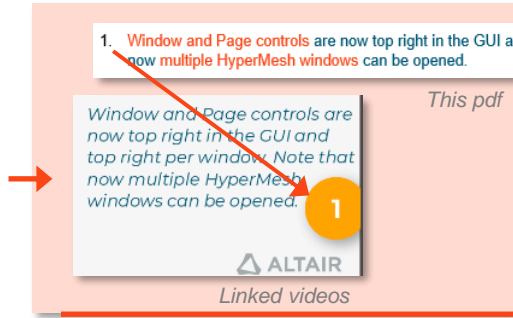 1. Window and Page controls are now top right in the GUI a
now multiple HyperMesh windows can be opened.
This pdf
Window and Page controls are
now top right in the GUI and
top right per window. Note that
now multiple HyperMesh
windows can be opened.
1
ALTAIR
Linked videos